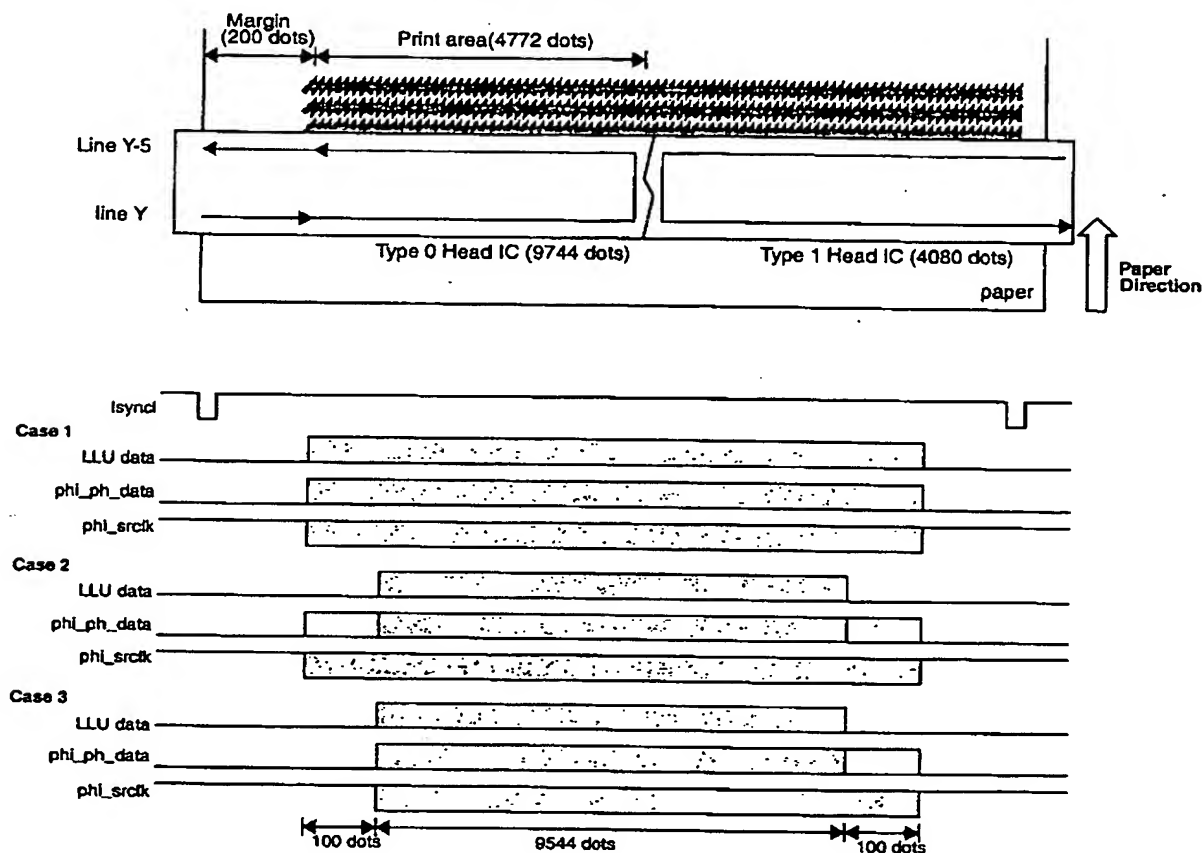 Margin
(200 dots)
Print area(4772 dots)
Line Y-5
line Y
Type 0 Head IC (9744 dots)
Type 1 Head IC (4080 dots)
Paper
Direction
paper
lsyncl
Case 1
LLU data
phi_ph_data
phi_srclk
Case 2
LLU data
phi_ph_data
phi_srclk
Case 3
LLU data
phi_ph_data
phi_srclk
100 dots
9544 dots
100 dots